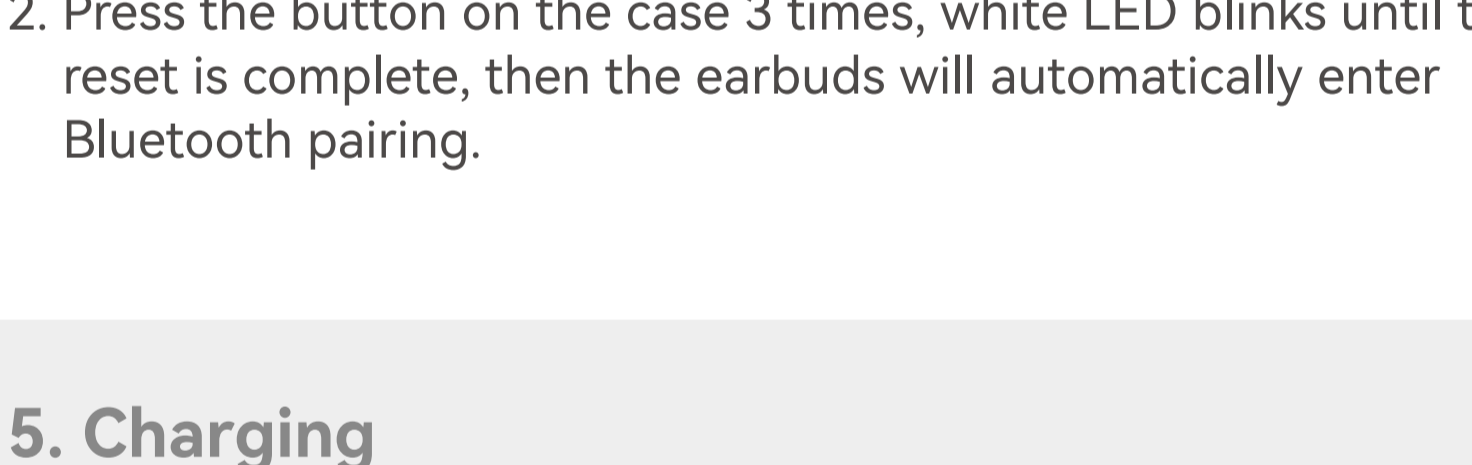 2. Press the button on the case 3 times, white LED blinks until
reset is complete, then the earbuds will automatically enter
Bluetooth pairing.
5. Charging